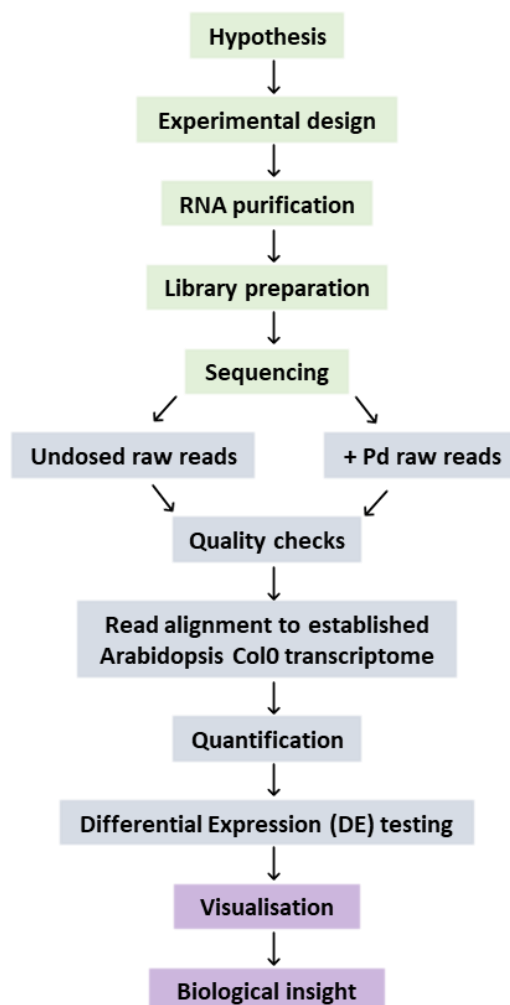 Hypothesis
Experimental design
RNA purification
Library preparation
Sequencing
Undosed raw reads
+ Pd raw reads
Quality checks
Read alignment to established
Arabidopsis Col0 transcriptome
Quantification
Differential Expression (DE) testing
Visualisation
Biological insight